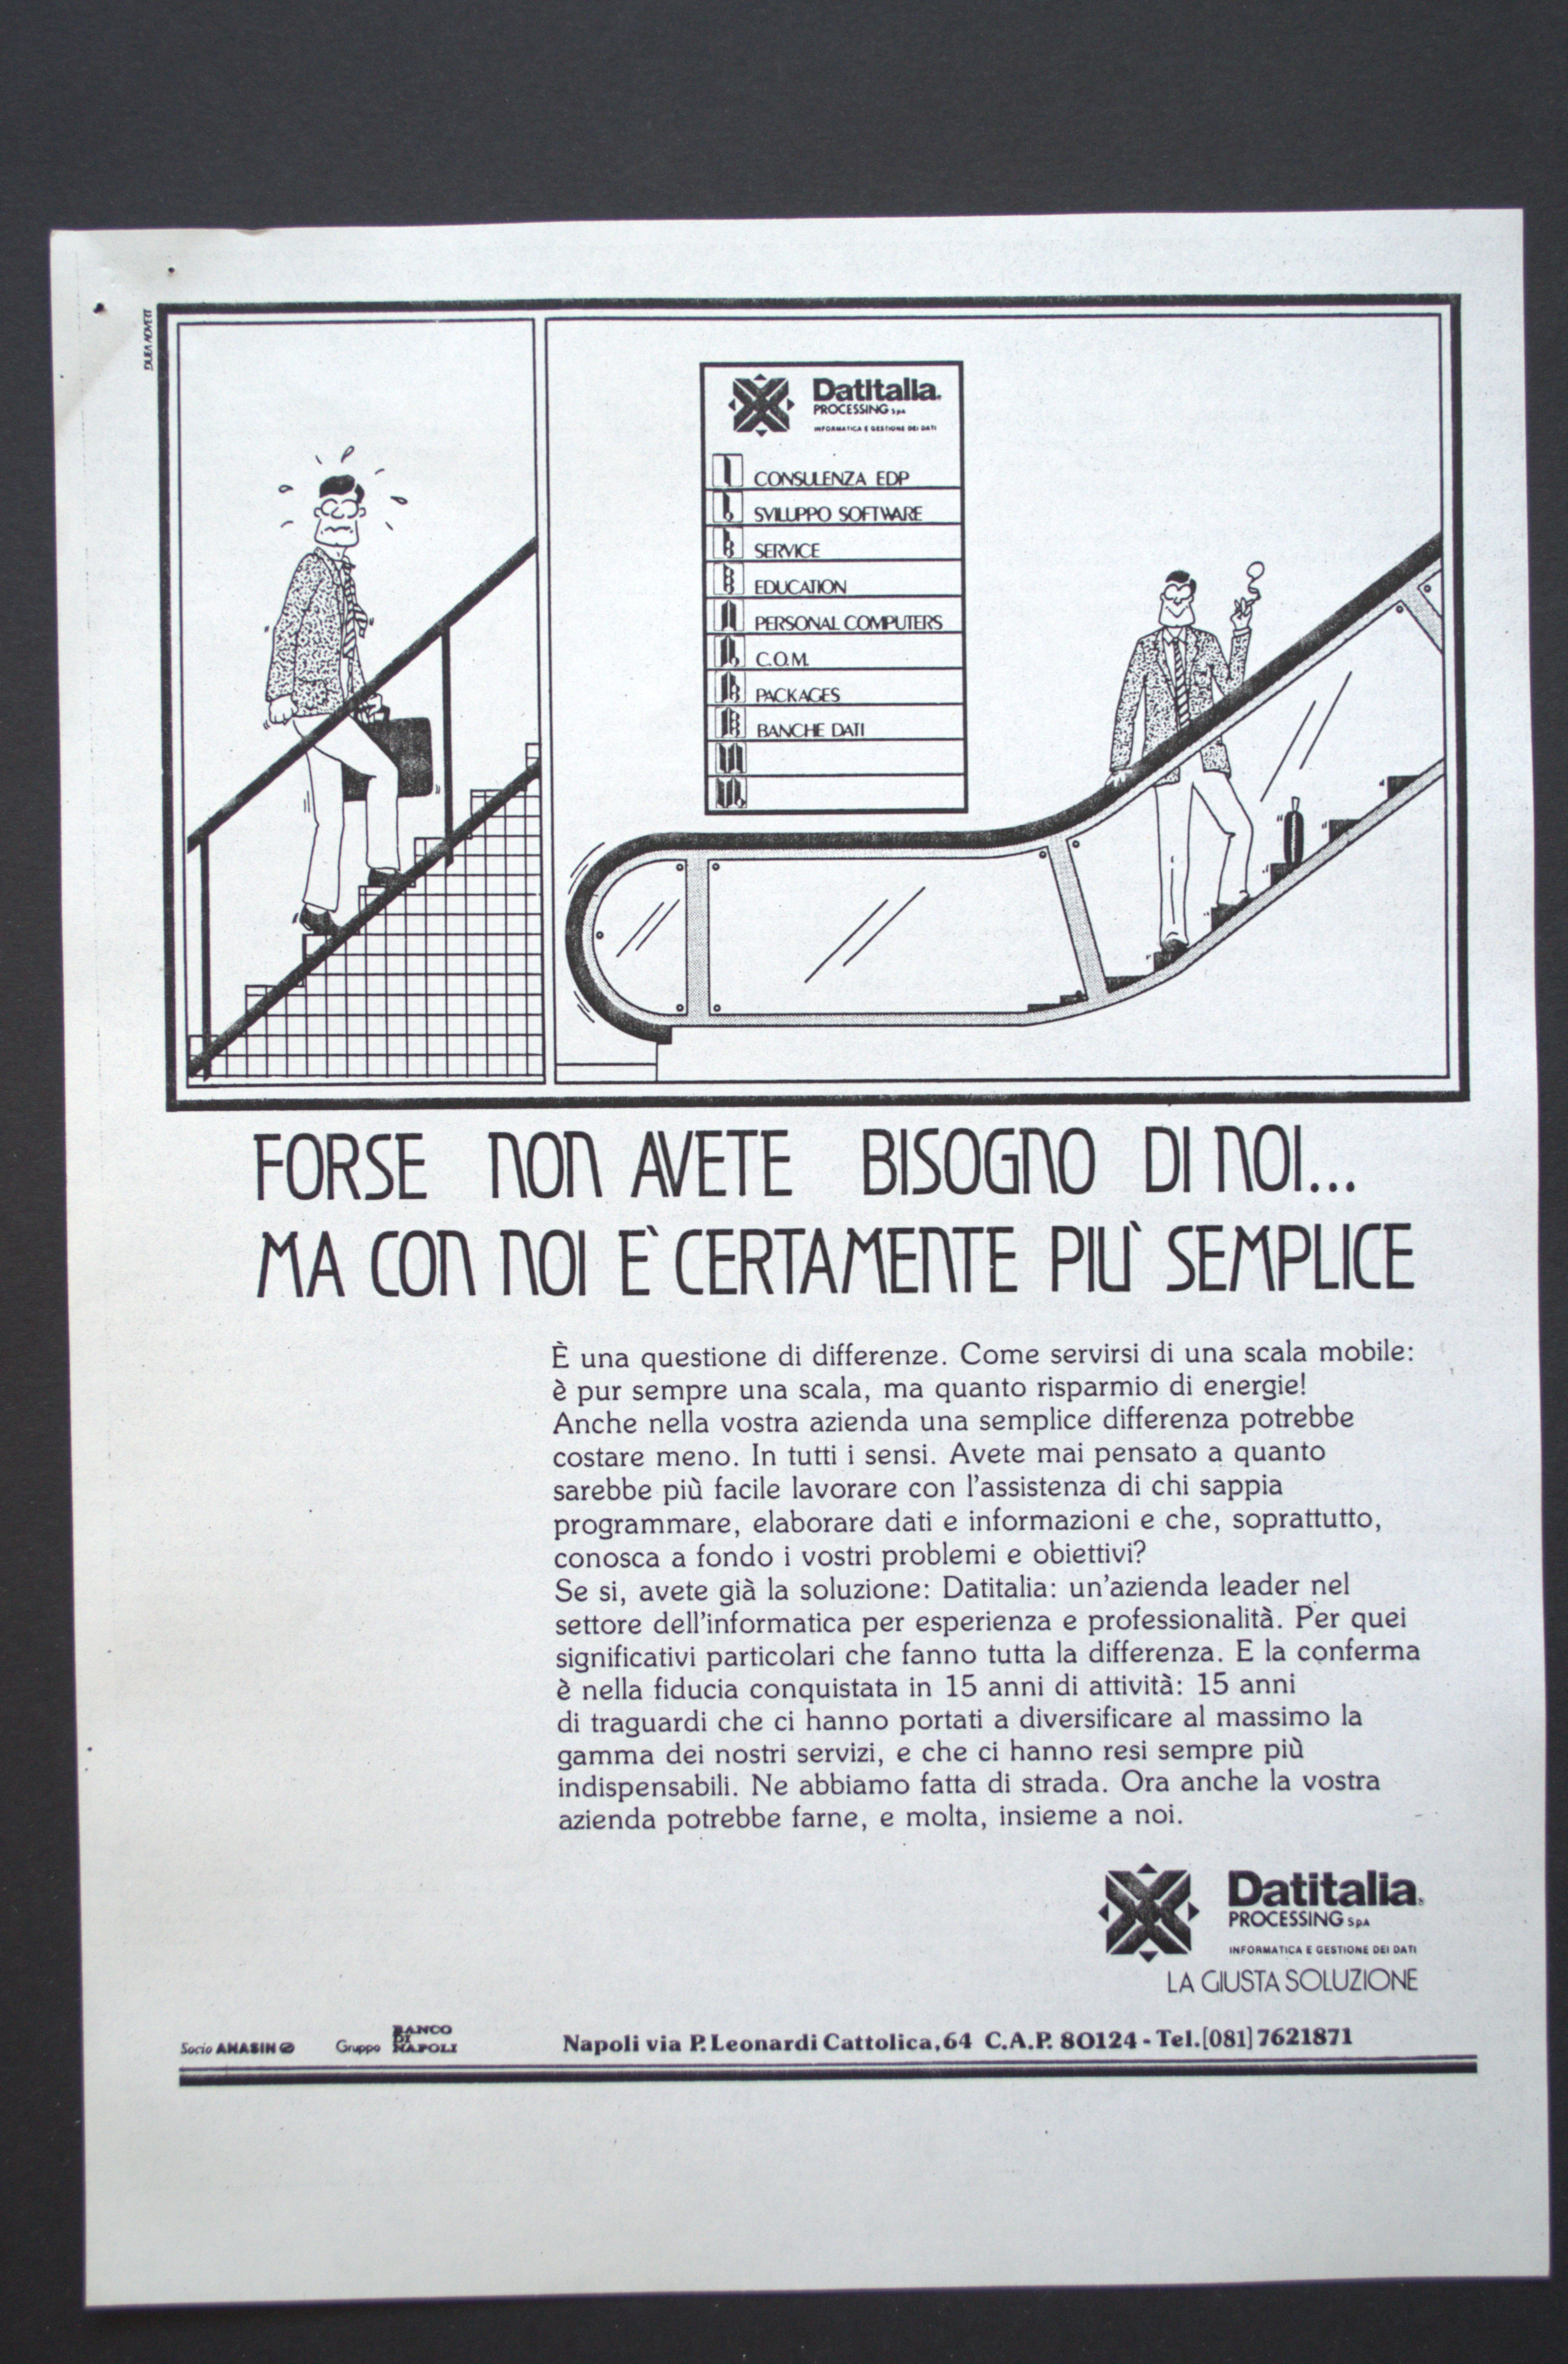 Datitalia
PROCESSING SpA
INFORMATICA E GESTIONE DEI DATI
CONSULENZA EDP
SVILUPPO SOFTWARE
SERVICE
EDUCATION
PERSONAL COMPUTERS
C.O.M.
PACKAGES
BANCHE DATI
FORSE NON AVETE BISOGNO DI NOI...
MA CON NOI E' CERTAMENTE PIU' SEMPLICE
È una questione di differenze. Come servirsi di una scala mobile:
è pur sempre una scala, ma quanto risparmio di energie!
Anche nella vostra azienda una semplice differenza potrebbe
costare meno. In tutti i sensi. Avete mai pensato a quanto
sarebbe più facile lavorare con l'assistenza di chi sappia
programmare, elaborare dati e informazioni e che, soprattutto,
conosca a fondo i vostri problemi e obiettivi?
Se si, avete già la soluzione: Datitalia: un'azienda leader nel
settore dell'informatica per esperienza e professionalità. Per quei
significativi particolari che fanno tutta la differenza. E la conferma
è nella fiducia conquistata in 15 anni di attività: 15 anni
di traguardi che ci hanno portati a diversificare al massimo la
gamma dei nostri servizi, e che ci hanno resi sempre più
indispensabili. Ne abbiamo fatta di strada. Ora anche la vostra
azienda potrebbe farne, e molta, insieme a noi.
Datitalia
PROCESSING SpA
INFORMATICA E GESTIONE DEI DATI
LA GIUSTA SOLUZIONE
Socio ANASIN
Gruppo BANCO DI NAPOLI
Napoli via P. Leonardi Cattolica, 64 C.A.P. 80124 - Tel. [081] 7621871